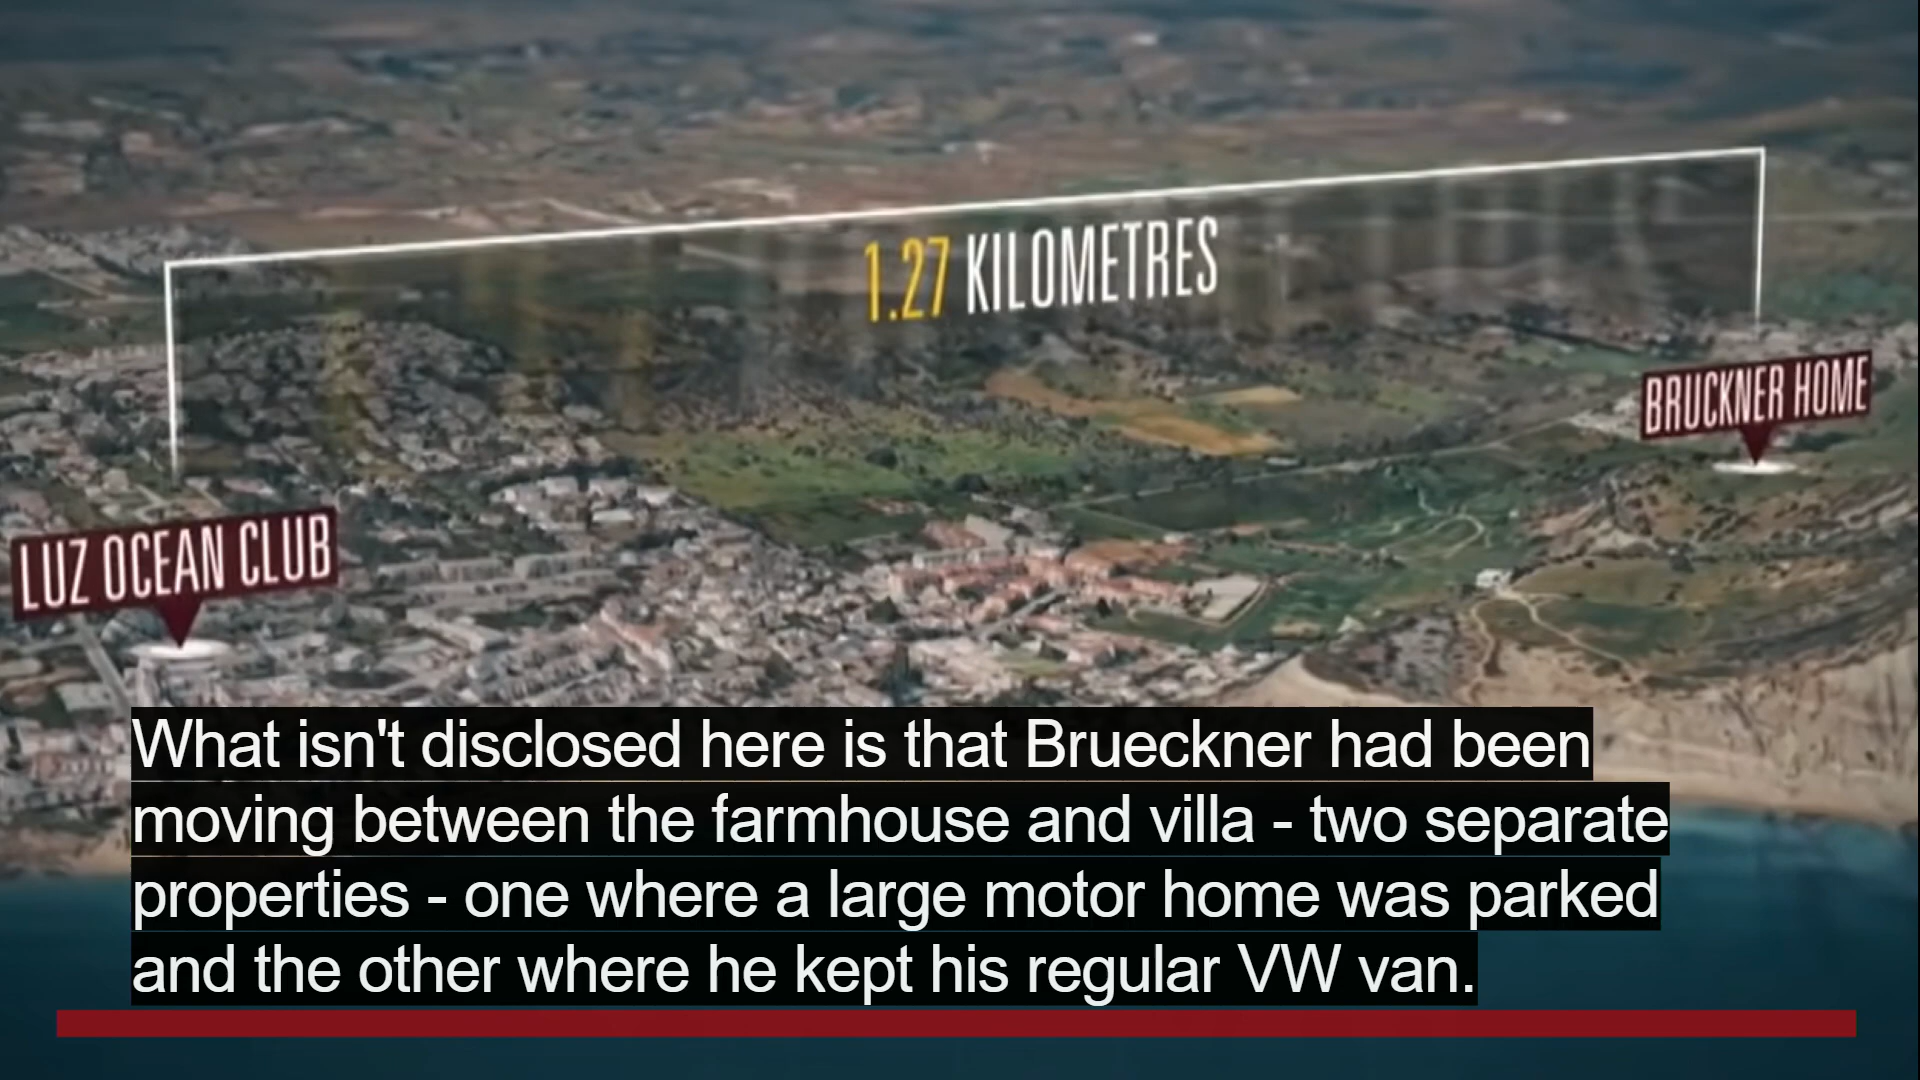 1.27 KILOMETRES
BRUCKNER HOME
LUZ OCEAN CLUB
What isn't disclosed here is that Brueckner had been
moving between the farmhouse and villa - two separate
properties - one where a large motor home was parked
and the other where he kept his regular VW van.